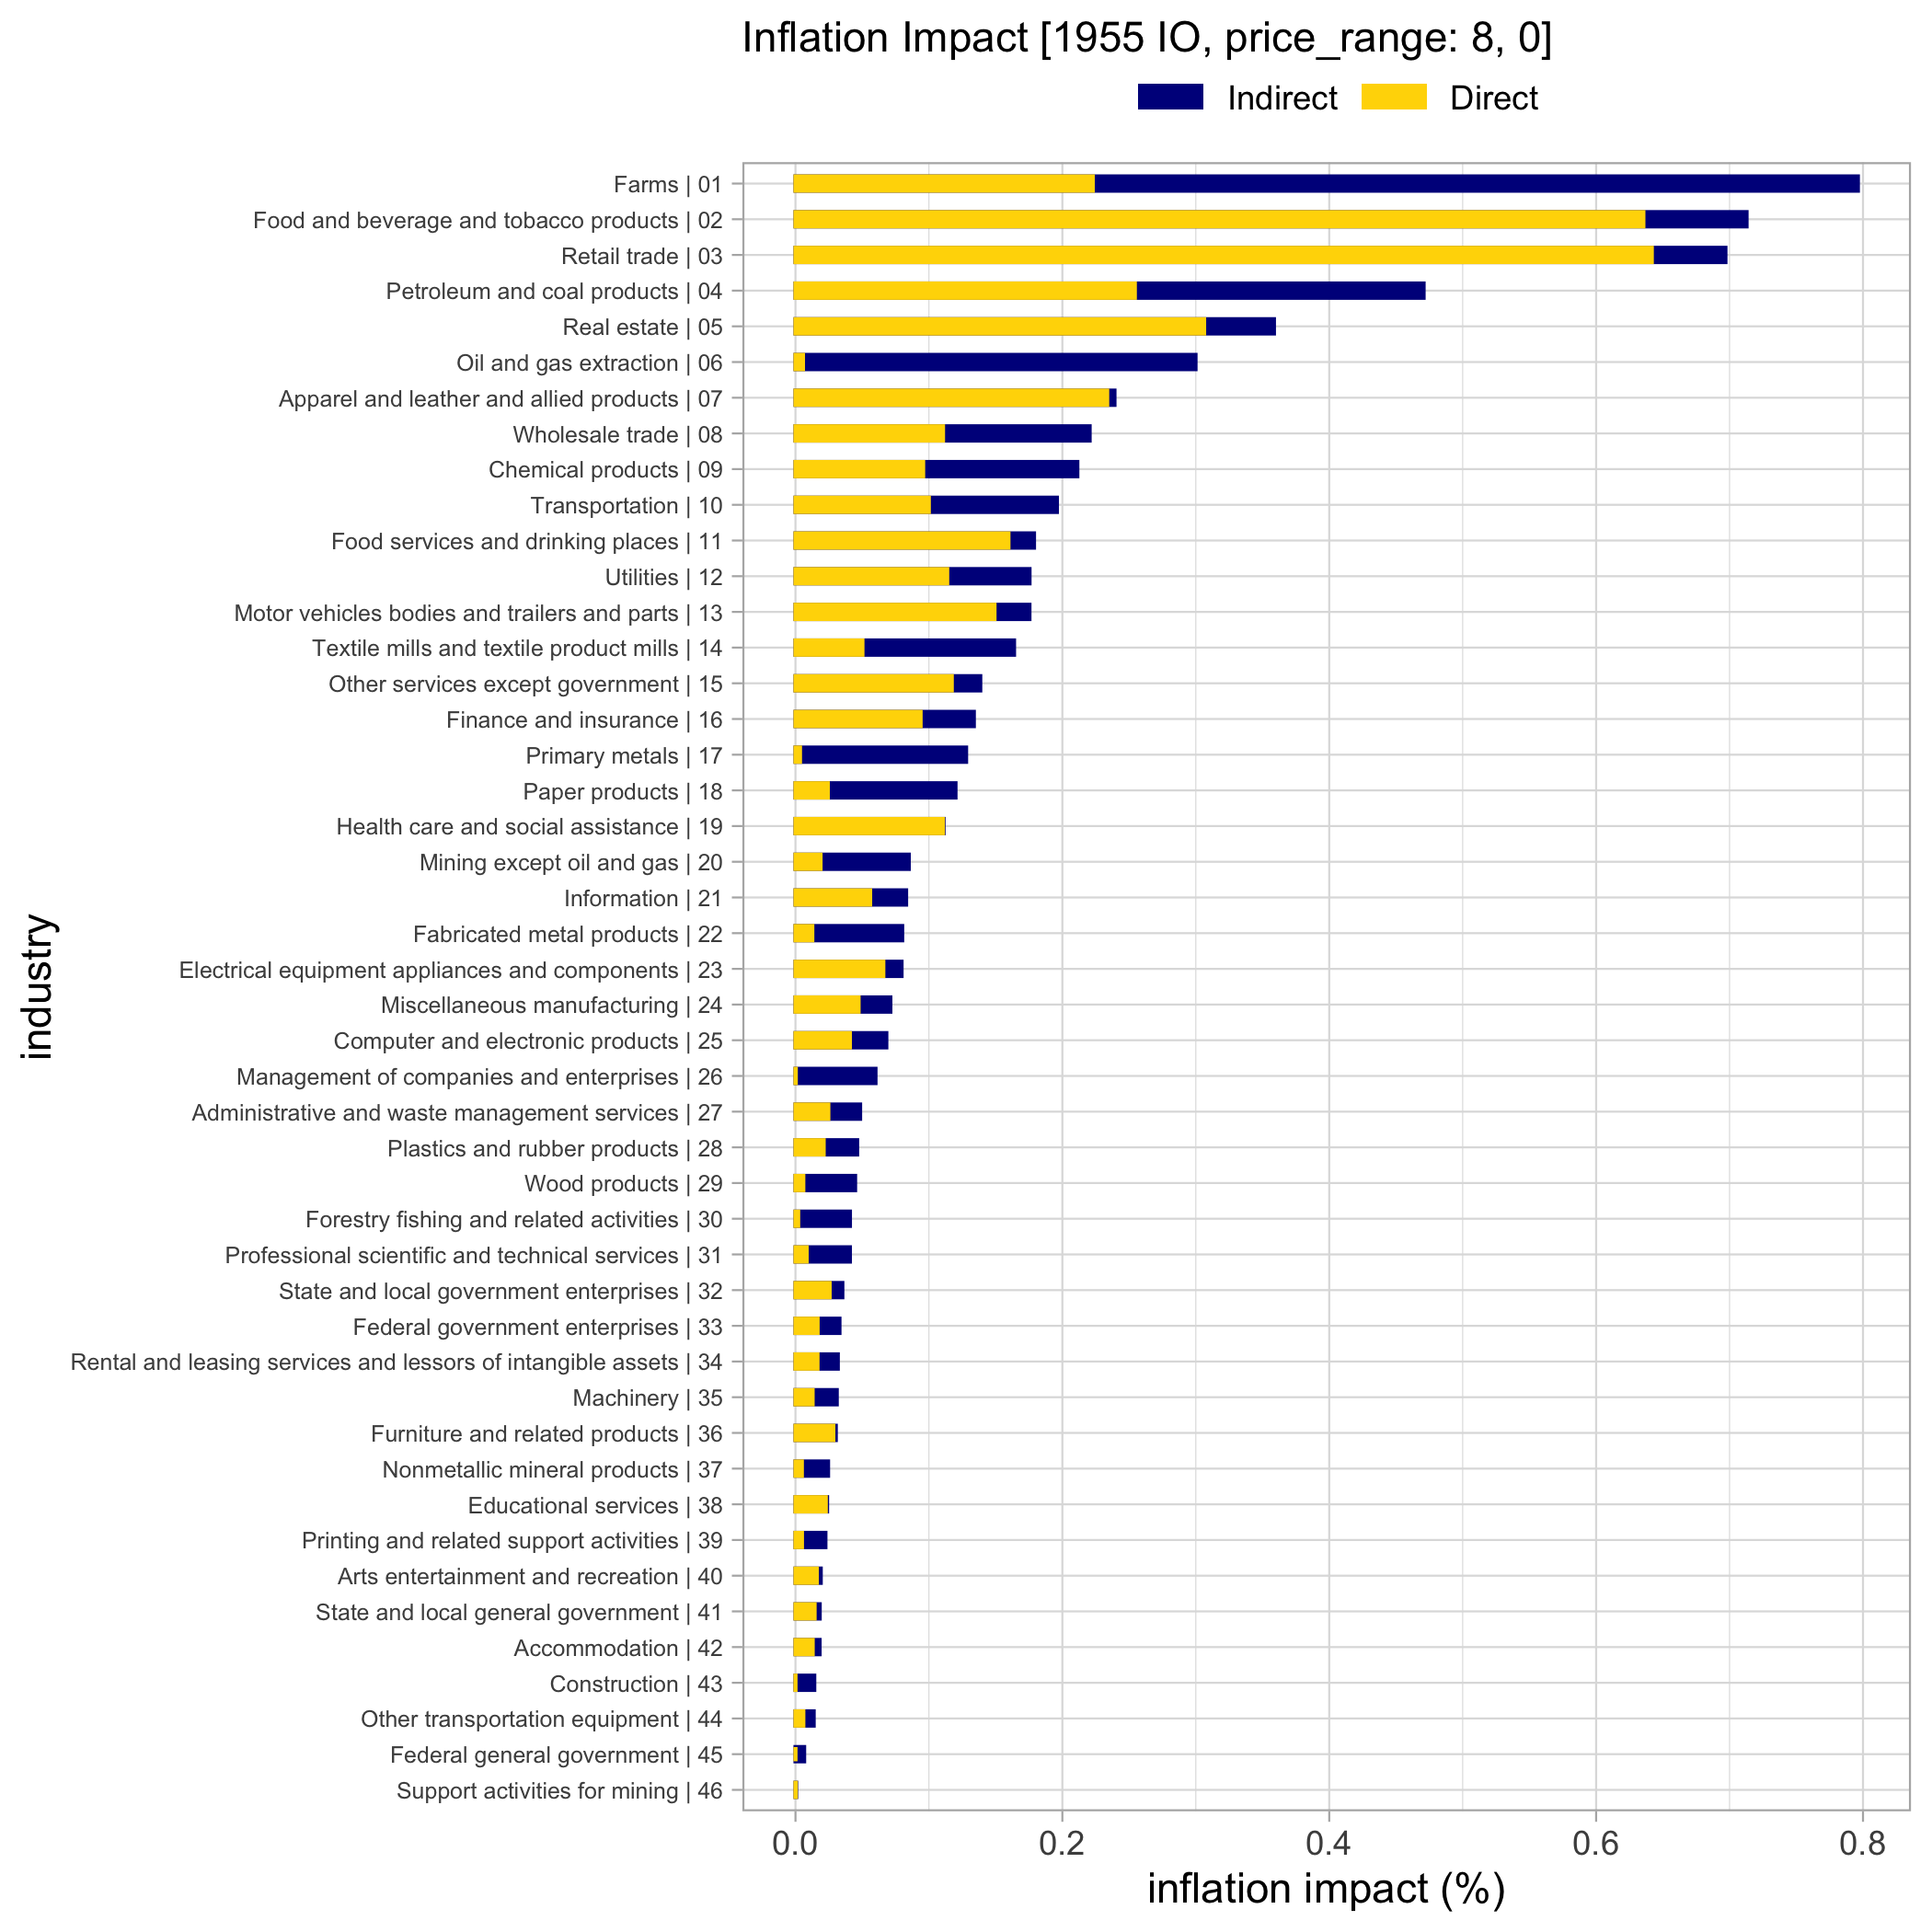 Inflation Impact [1955 IO, price_range: 8, 0]
Indirect Direct
Farms | 01
Food and beverage and tobacco products | 02
Retail trade | 03
Petroleum and coal products | 04
Real estate | 05
Oil and gas extraction | 06
Apparel and leather and allied products | 07
Wholesale trade | 08
Chemical products | 09
Transportation | 10
Food services and drinking places | 11
Utilities | 12
Motor vehicles bodies and trailers and parts | 13
Textile mills and textile product mills | 14
Other services except government | 15
Finance and insurance | 16
Primary metals | 17
Paper products | 18
Health care and social assistance | 19
Mining except oil and gas | 20
Information | 21
Fabricated metal products | 22
Electrical equipment appliances and components | 23
Miscellaneous manufacturing | 24
Computer and electronic products | 25
Management of companies and enterprises | 26
Administrative and waste management services | 27
Plastics and rubber products | 28
Wood products | 29
Forestry fishing and related activities | 30
Professional scientific and technical services | 31
State and local government enterprises | 32
Federal government enterprises | 33
Rental and leasing services and lessors of intangible assets | 34
Machinery | 35
Furniture and related products | 36
Nonmetallic mineral products | 37
Educational services | 38
Printing and related support activities | 39
Arts entertainment and recreation | 40
State and local general government | 41
Accommodation | 42
Construction | 43
Other transportation equipment | 44
Federal general government | 45
Support activities for mining | 46
industry
0.0 0.2 0.4 0.6 0.8
inflation impact (%)